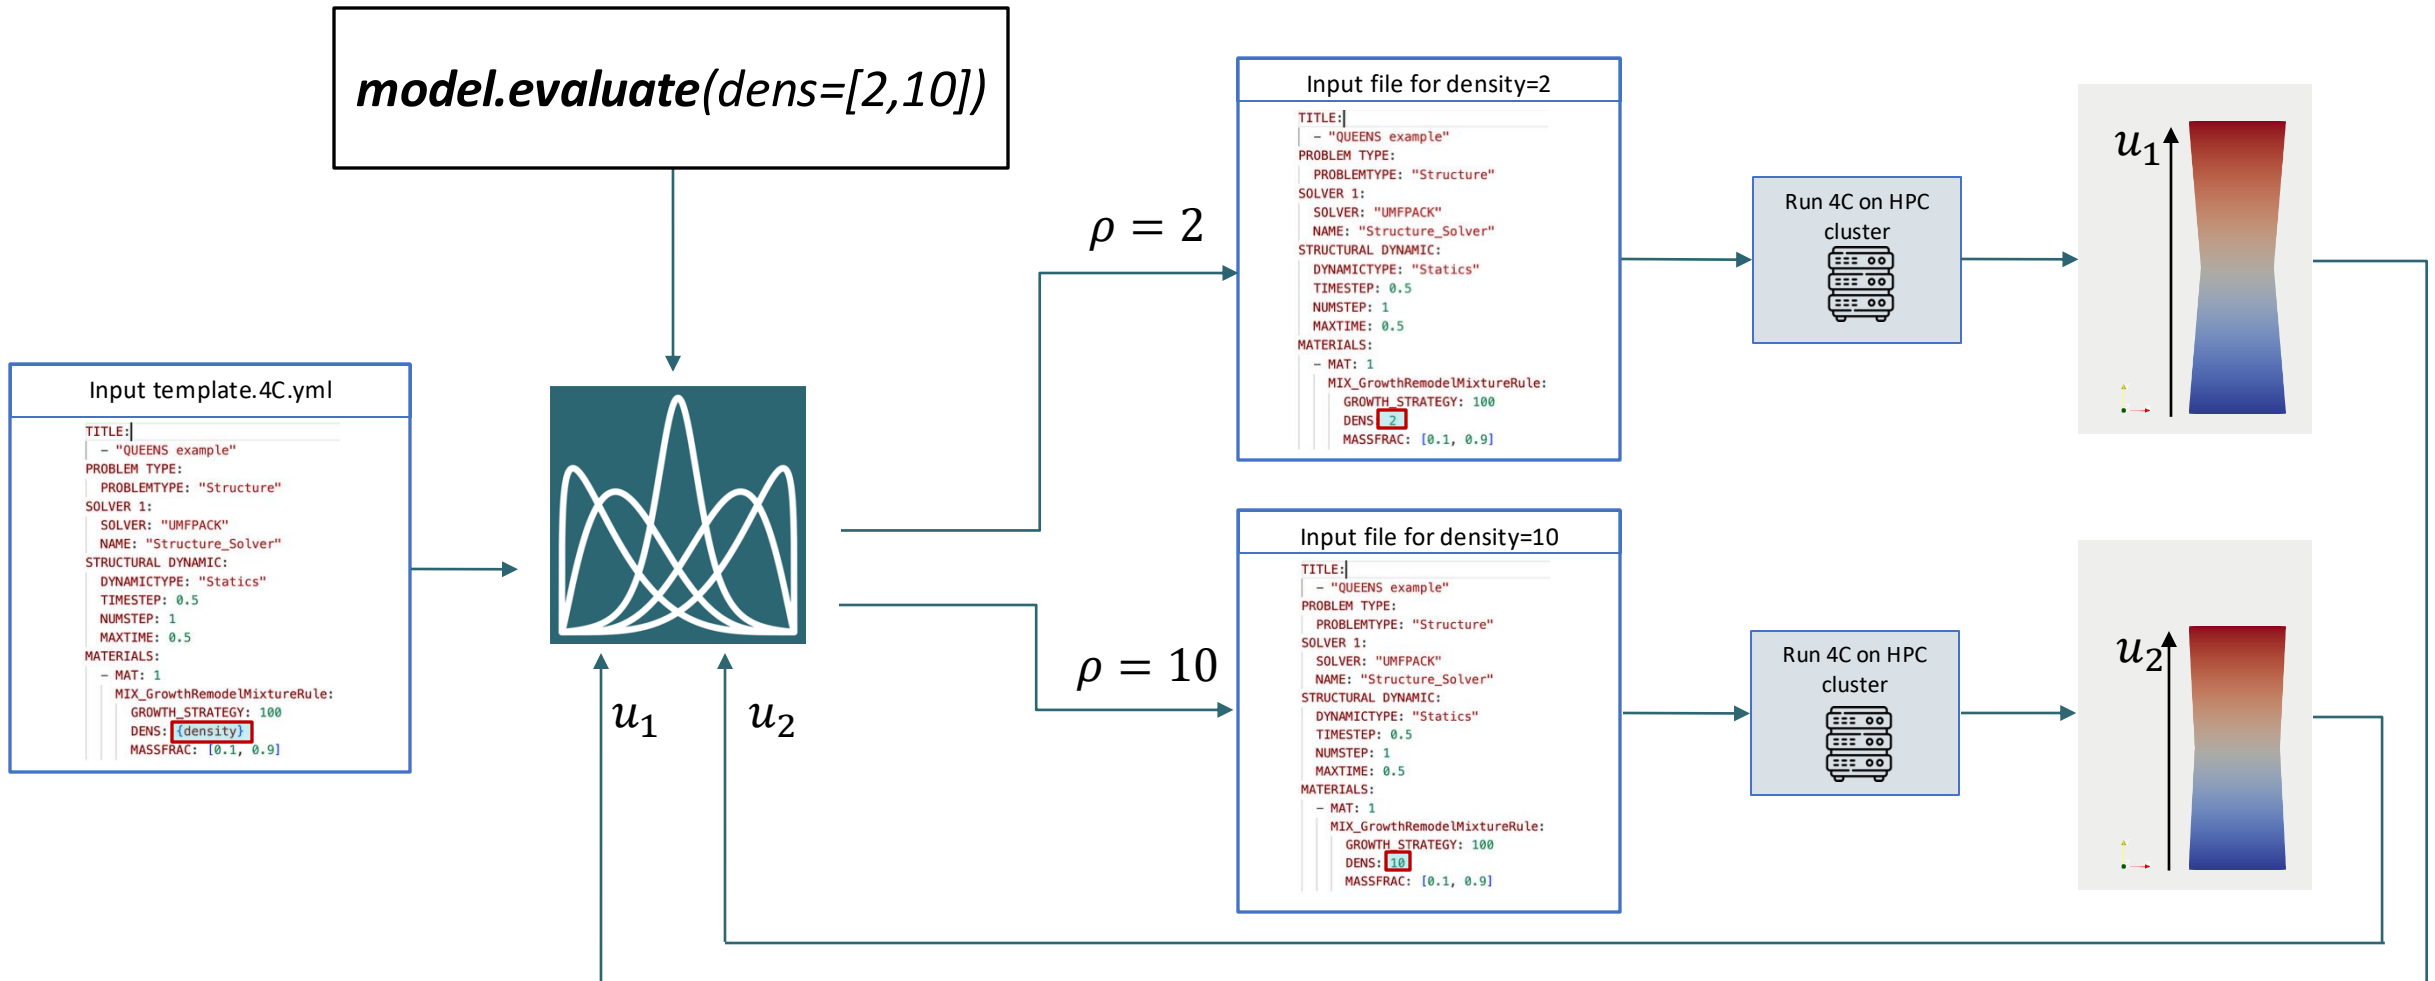 model.evaluate(dens=[2,10])
Input template.4C.yml
TITLE:
- "QUEENS example"
PROBLEM TYPE:
PROBLEMTYPE: "Structure"
SOLVER 1:
SOLVER: "UMFPACK"
NAME: "Structure_Solver"
STRUCTURAL DYNAMIC:
DYNAMICTYPE: "Statics"
TIMESTEP: 0.5
NUMSTEP: 1
MAXTIME: 0.5
MATERIALS:
- MAT: 1
MIX_GrowthRemodelMixtureRule:
GROWTH_STRATEGY: 100
DENS: {density}
MASSFRAC: [0.1, 0.9]
u₁
u₂
ρ = 2
Input file for density=2
TITLE:
- "QUEENS example"
PROBLEM TYPE:
PROBLEMTYPE: "Structure"
SOLVER 1:
SOLVER: "UMFPACK"
NAME: "Structure_Solver"
STRUCTURAL DYNAMIC:
DYNAMICTYPE: "Statics"
TIMESTEP: 0.5
NUMSTEP: 1
MAXTIME: 0.5
MATERIALS:
- MAT: 1
MIX_GrowthRemodelMixtureRule:
GROWTH_STRATEGY: 100
DENS 2
MASSFRAC: [0.1, 0.9]
Run 4C on HPC
cluster
u₁
ρ = 10
Input file for density=10
TITLE:
- "QUEENS example"
PROBLEM TYPE:
PROBLEMTYPE: "Structure"
SOLVER 1:
SOLVER: "UMFPACK"
NAME: "Structure_Solver"
STRUCTURAL DYNAMIC:
DYNAMICTYPE: "Statics"
TIMESTEP: 0.5
NUMSTEP: 1
MAXTIME: 0.5
MATERIALS:
- MAT: 1
MIX_GrowthRemodelMixtureRule:
GROWTH_STRATEGY: 100
DENS: 10
MASSFRAC: [0.1, 0.9]
Run 4C on HPC
cluster
u₂